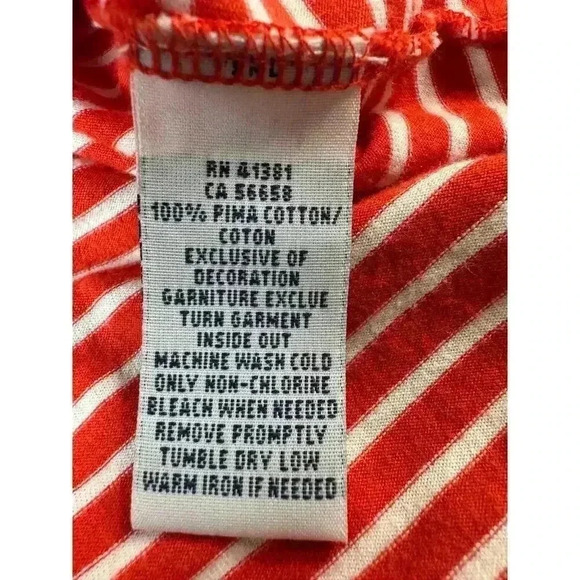 RN 41381
CA 56658
100% PIMA COTTON/
COTON
EXCLUSIVE OF
DECORATION
GARNITURE EXCLUE
TURN GARMENT
INSIDE OUT
MACHINE WASH COLD
ONLY NON-CHLORINE
BLEACH WHEN NEEDED
REMOVE PROMPTLY
TUMBLE DRY LOW
WARM IRON IF NEEDED